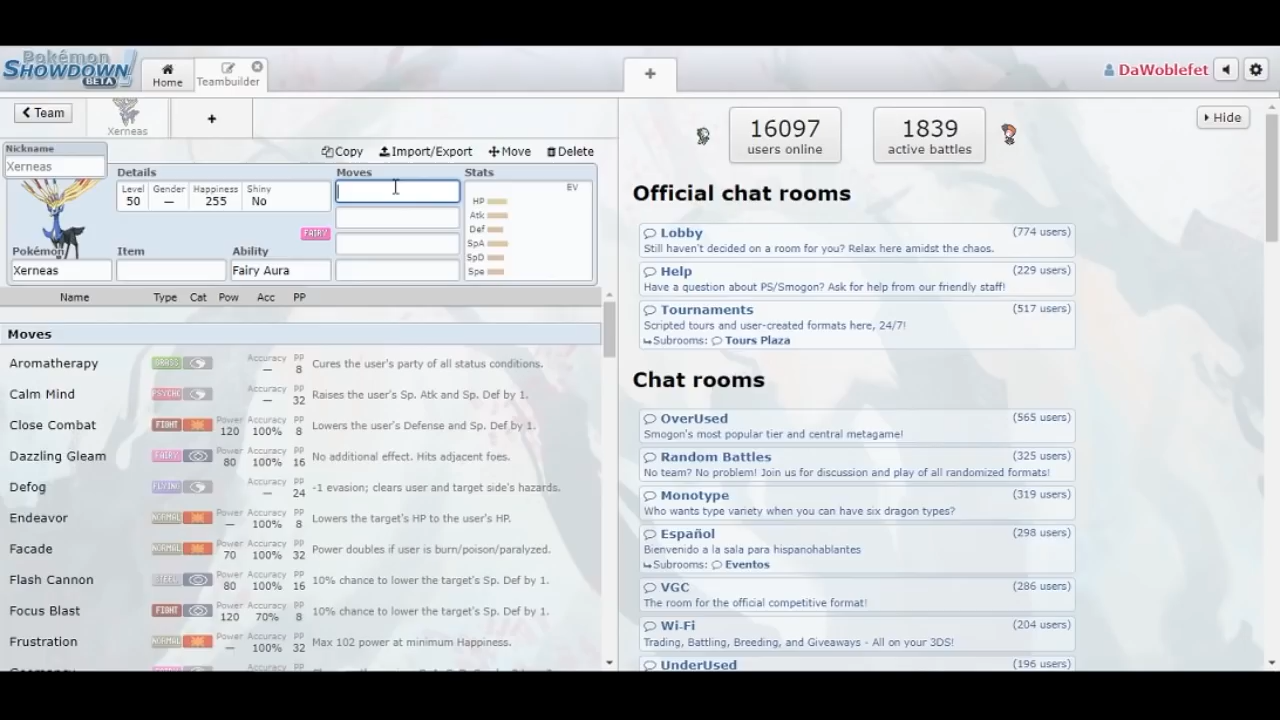 Pokémon
SHOWDOWN!
BETA
Home
Teambuilder
+
DaWoblefet
Team
Xerneas
+
Nickname
Xerneas
Copy
Import/Export
Move
Delete
Details
Level
50
Gender
—
Happiness
255
Shiny
No
FAIRY
Pokémon
Xerneas
Item
Ability
Fairy Aura
Moves
Stats
EV
HP
Atk
Def
SpA
SpD
Spe
Name Type Cat Pow Acc PP
Moves
Aromatherapy GRASS Accuracy — PP 8 Cures the user's party of all status conditions.
Calm Mind PSYCHC Accuracy — PP 32 Raises the user's Sp. Atk and Sp. Def by 1.
Close Combat FIGHT Power 120 Accuracy 100% PP 8 Lowers the user's Defense and Sp. Def by 1.
Dazzling Gleam FAIRY Power 80 Accuracy 100% PP 16 No additional effect. Hits adjacent foes.
Defog FLYING Accuracy — PP 24 -1 evasion; clears user and target side's hazards.
Endeavor NORMAL Power — Accuracy 100% PP 8 Lowers the target's HP to the user's HP.
Facade NORMAL Power 70 Accuracy 100% PP 32 Power doubles if user is burn/poison/paralyzed.
Flash Cannon STEEL Power 80 Accuracy 100% PP 16 10% chance to lower the target's Sp. Def by 1.
Focus Blast FIGHT Power 120 Accuracy 70% PP 8 10% chance to lower the target's Sp. Def by 1.
Frustration NORMAL Power — Accuracy 100% PP 32 Max 102 power at minimum Happiness.
16097
users online
1839
active battles
Hide
Official chat rooms
Lobby (774 users)
Still haven't decided on a room for you? Relax here amidst the chaos.
Help (229 users)
Have a question about PS/Smogon? Ask for help from our friendly staff!
Tournaments (517 users)
Scripted tours and user-created formats here, 24/7!
Subrooms: Tours Plaza
Chat rooms
OverUsed (565 users)
Smogon's most popular tier and central metagame!
Random Battles (325 users)
No team? No problem! Join us for discussion and play of all randomized formats!
Monotype (319 users)
Who wants type variety when you can have six dragon types?
Español (298 users)
Bienvenido a la sala para hispanohablantes
Subrooms: Eventos
VGC (286 users)
The room for the official competitive format!
Wi-Fi (204 users)
Trading, Battling, Breeding, and Giveaways - All on your 3DS!
UnderUsed (196 users)